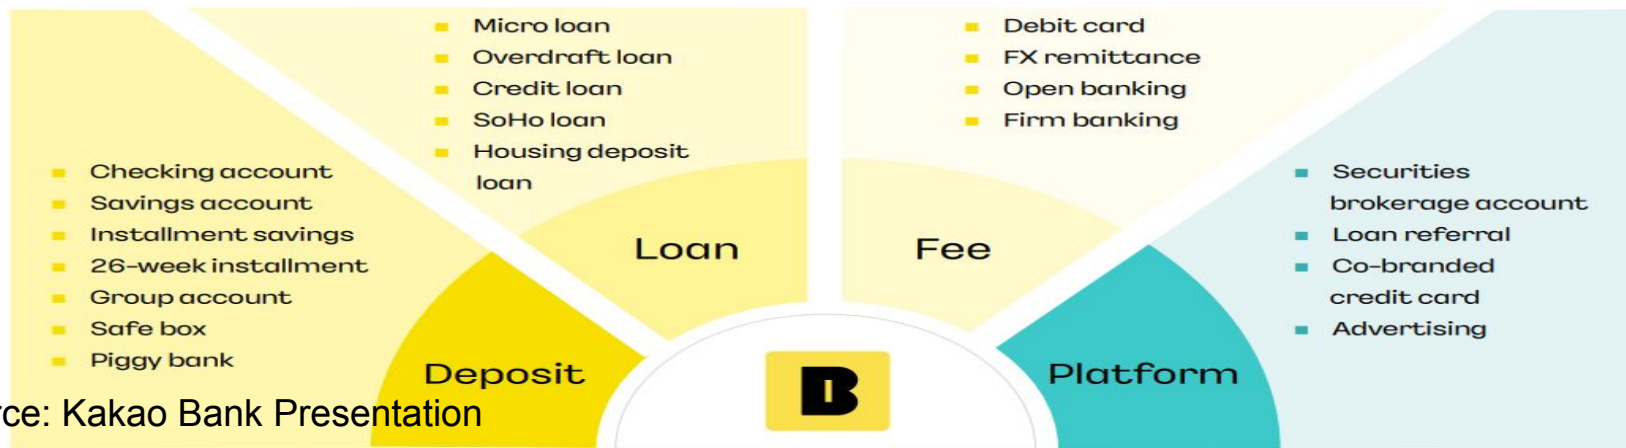 Checking account
Savings account
Installment savings
26-week installment
Group account
Safe box
Piggy bank
Deposit
Micro loan
Overdraft loan
Credit loan
SoHo loan
Housing deposit
loan
Loan
Debit card
FX remittance
Open banking
Firm banking
Fee
Securities
brokerage account
Loan referral
Co-branded
credit card
Advertising
Platform
B
rce: Kakao Bank Presentation